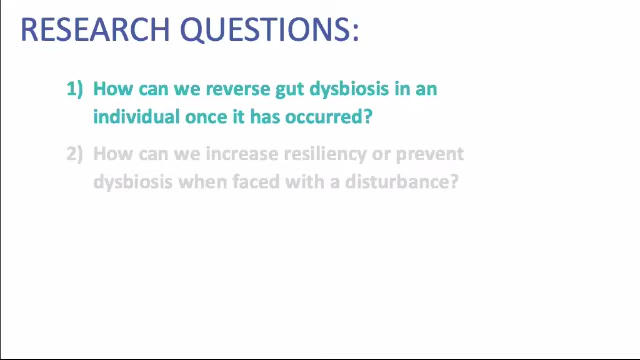 RESEARCH QUESTIONS:
1) How can we reverse gut dysbiosis in an
individual once it has occurred?
2) How can we increase resiliency or prevent
dysbiosis when faced with a disturbance?